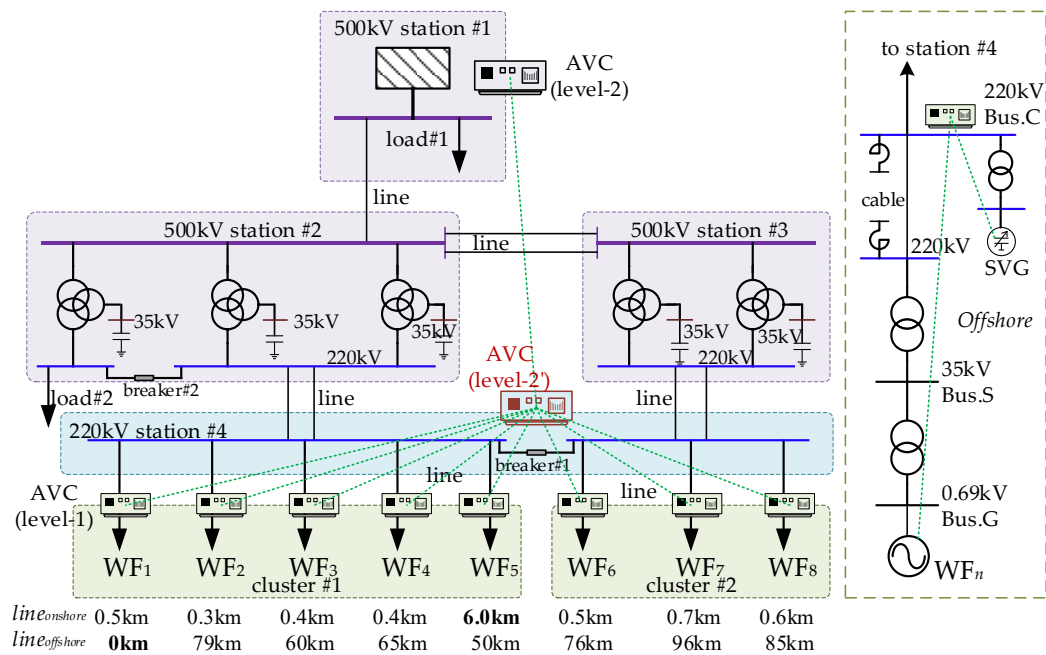 500kV station #1
AVC
(level-2)
load#1
line
500kV station #2
line
500kV station #3
35kV
35kV
35kV
35kV
35kV
220kV
220kV
breaker#2
load#2
line
AVC
(level-2')
line
220kV station #4
breaker#1
line
line
AVC
(level-1)
WF1
WF2
WF3
WF4
WF5
WF6
WF7
WF8
cluster #1
cluster #2
lineonshore 0.5km 0.3km 0.4km 0.4km 6.0km 0.5km 0.7km 0.6km
lineoffshore 0km 79km 60km 65km 50km 76km 96km 85km
to station #4
220kV
Bus.C
cable
220kV
SVG
Offshore
35kV
Bus.S
0.69kV
Bus.G
WFn